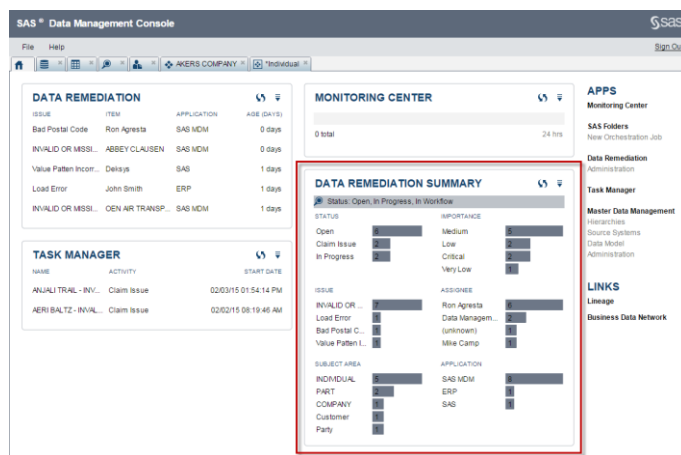 SAS ® Data Management Console
sas
File Help
Sign Ou
AKERS COMPANY × *Individual ×
DATA REMEDIATION
ISSUE ITEM APPLICATION AGE (DAYS)
Bad Postal Code Ron Agresta SAS MDM 0 days
INVALID OR MISSI... ABBEY CLAUSEN SAS MDM 0 days
Value Patten Incorr... Deksys SAS 1 days
Load Error John Smith ERP 1 days
INVALID OR MISSI... OEN AIR TRANSP... SAS MDM 1 days
TASK MANAGER
NAME ACTIVITY START DATE
ANJALI TRAIL - INV... Claim Issue 02/03/15 01:54:14 PM
AERI BALTZ - INVAL... Claim Issue 02/02/15 08:19:46 AM
MONITORING CENTER
0 total 24 hrs
DATA REMEDIATION SUMMARY
Status: Open, In Progress, In Workflow
STATUS IMPORTANCE
Open 6 Medium 5
Claim Issue 2 Low 2
In Progress 2 Critical 2
Very Low 1
ISSUE ASSIGNEE
INVALID OR ... 7 Ron Agresta 6
Load Error 1 Data Managem... 2
Bad Postal C... 1 (unknown) 1
Value Patten I... 1 Mike Camp 1
SUBJECT AREA APPLICATION
INDIVIDUAL 5 SAS MDM 8
PART 2 ERP 1
COMPANY 1 SAS 1
Customer 1
Party 1
APPS
Monitoring Center
SAS Folders
New Orchestration Job
Data Remediation
Administration
Task Manager
Master Data Management
Hierarchies
Source Systems
Data Model
Administration
LINKS
Lineage
Business Data Network